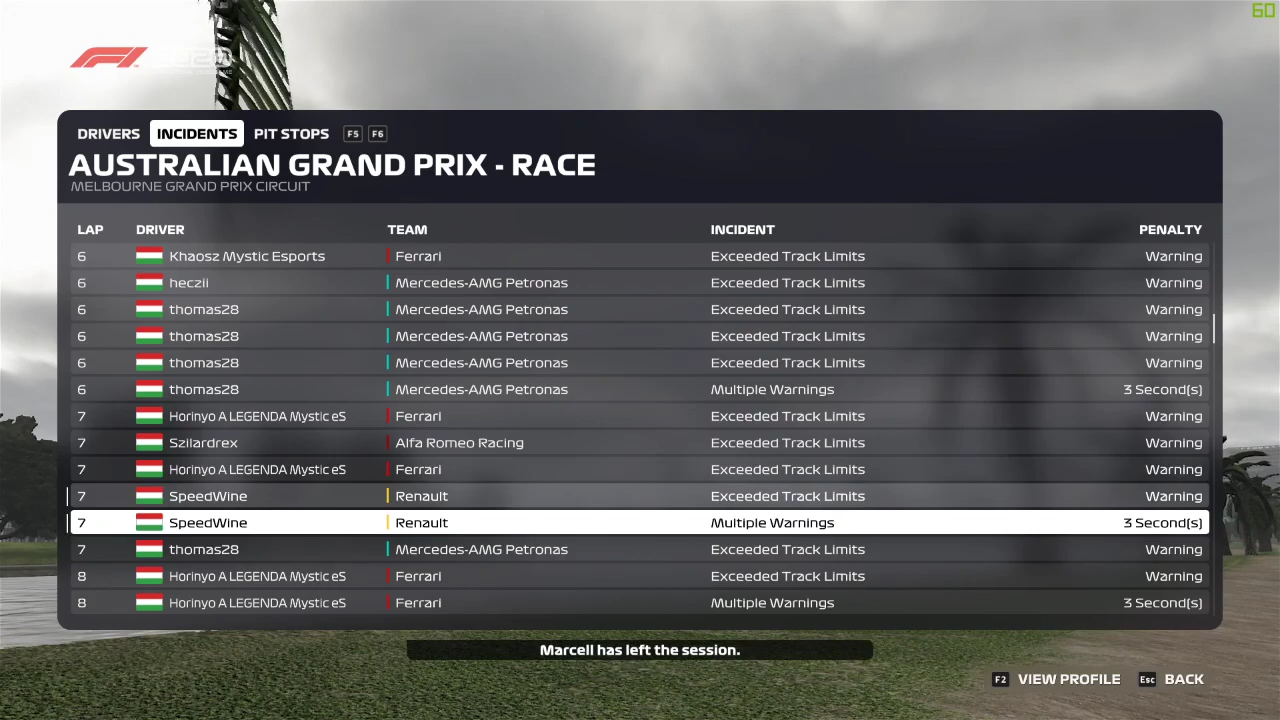 60
DRIVERS INCIDENTS PIT STOPS F5 F6
AUSTRALIAN GRAND PRIX - RACE
MELBOURNE GRAND PRIX CIRCUIT
LAP DRIVER TEAM INCIDENT PENALTY
6 Khaosz Mystic Esports Ferrari Exceeded Track Limits Warning
6 heczii Mercedes-AMG Petronas Exceeded Track Limits Warning
6 thomas28 Mercedes-AMG Petronas Exceeded Track Limits Warning
6 thomas28 Mercedes-AMG Petronas Exceeded Track Limits Warning
6 thomas28 Mercedes-AMG Petronas Exceeded Track Limits Warning
6 thomas28 Mercedes-AMG Petronas Multiple Warnings 3 Second(s)
7 Horinyo A LEGENDA Mystic eS Ferrari Exceeded Track Limits Warning
7 Szilardrex Alfa Romeo Racing Exceeded Track Limits Warning
7 Horinyo A LEGENDA Mystic eS Ferrari Exceeded Track Limits Warning
7 SpeedWine Renault Exceeded Track Limits Warning
7 SpeedWine Renault Multiple Warnings 3 Second(s)
7 thomas28 Mercedes-AMG Petronas Exceeded Track Limits Warning
8 Horinyo A LEGENDA Mystic eS Ferrari Exceeded Track Limits Warning
8 Horinyo A LEGENDA Mystic eS Ferrari Multiple Warnings 3 Second(s)
Marcell has left the session.
F2 VIEW PROFILE Esc BACK